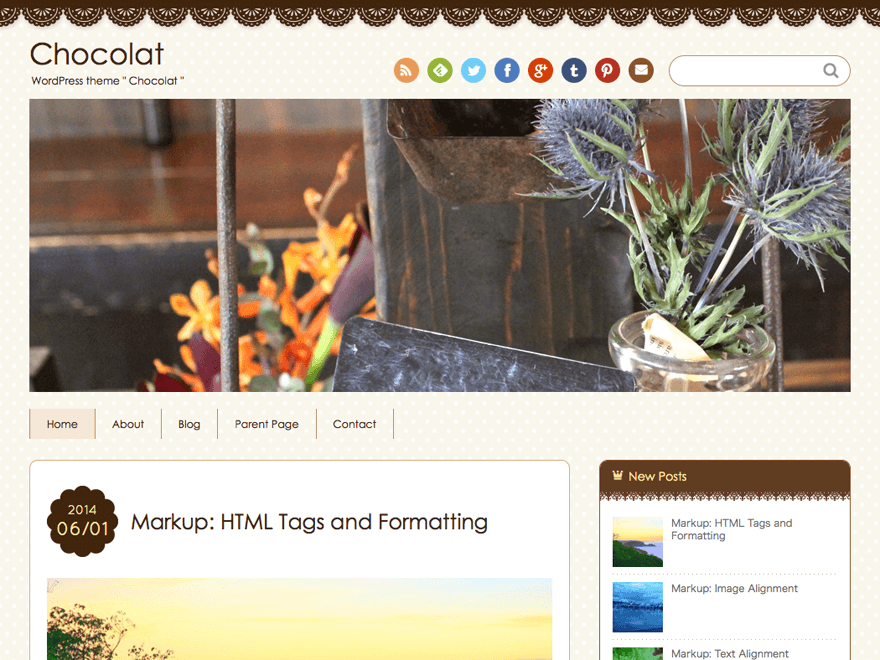 Chocolat
WordPress theme " Chocolat "
Home
About
Blog
Parent Page
Contact
2014
06/01
Markup: HTML Tags and Formatting
New Posts
Markup: HTML Tags and
Formatting
Markup: Image Alignment
Markup: Text Alignment